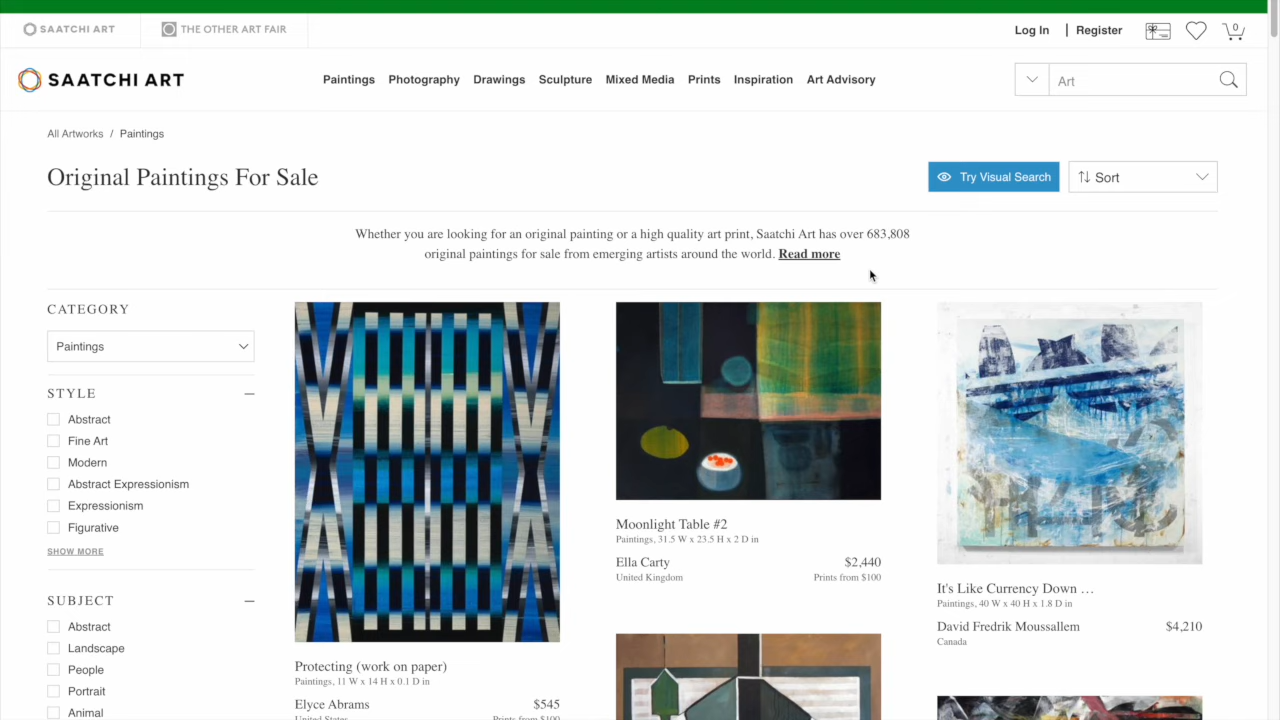 SAATCHI ART
THE OTHER ART FAIR
Log In | Register
0
SAATCHI ART
Paintings Photography Drawings Sculpture Mixed Media Prints Inspiration Art Advisory
Art
All Artworks / Paintings
Original Paintings For Sale
Try Visual Search
Sort
Whether you are looking for an original painting or a high quality art print, Saatchi Art has over 683,808
original paintings for sale from emerging artists around the world. Read more
CATEGORY
Paintings
STYLE
Abstract
Fine Art
Modern
Abstract Expressionism
Expressionism
Figurative
SHOW MORE
SUBJECT
Abstract
Landscape
People
Portrait
Animal
Protecting (work on paper)
Paintings, 11 W x 14 H x 0.1 D in
Elyce Abrams $545
United States Prints from $100
Moonlight Table #2
Paintings, 31.5 W x 23.5 H x 2 D in
Ella Carty $2,440
United Kingdom Prints from $100
It's Like Currency Down …
Paintings, 40 W x 40 H x 1.8 D in
David Fredrik Moussallem $4,210
Canada